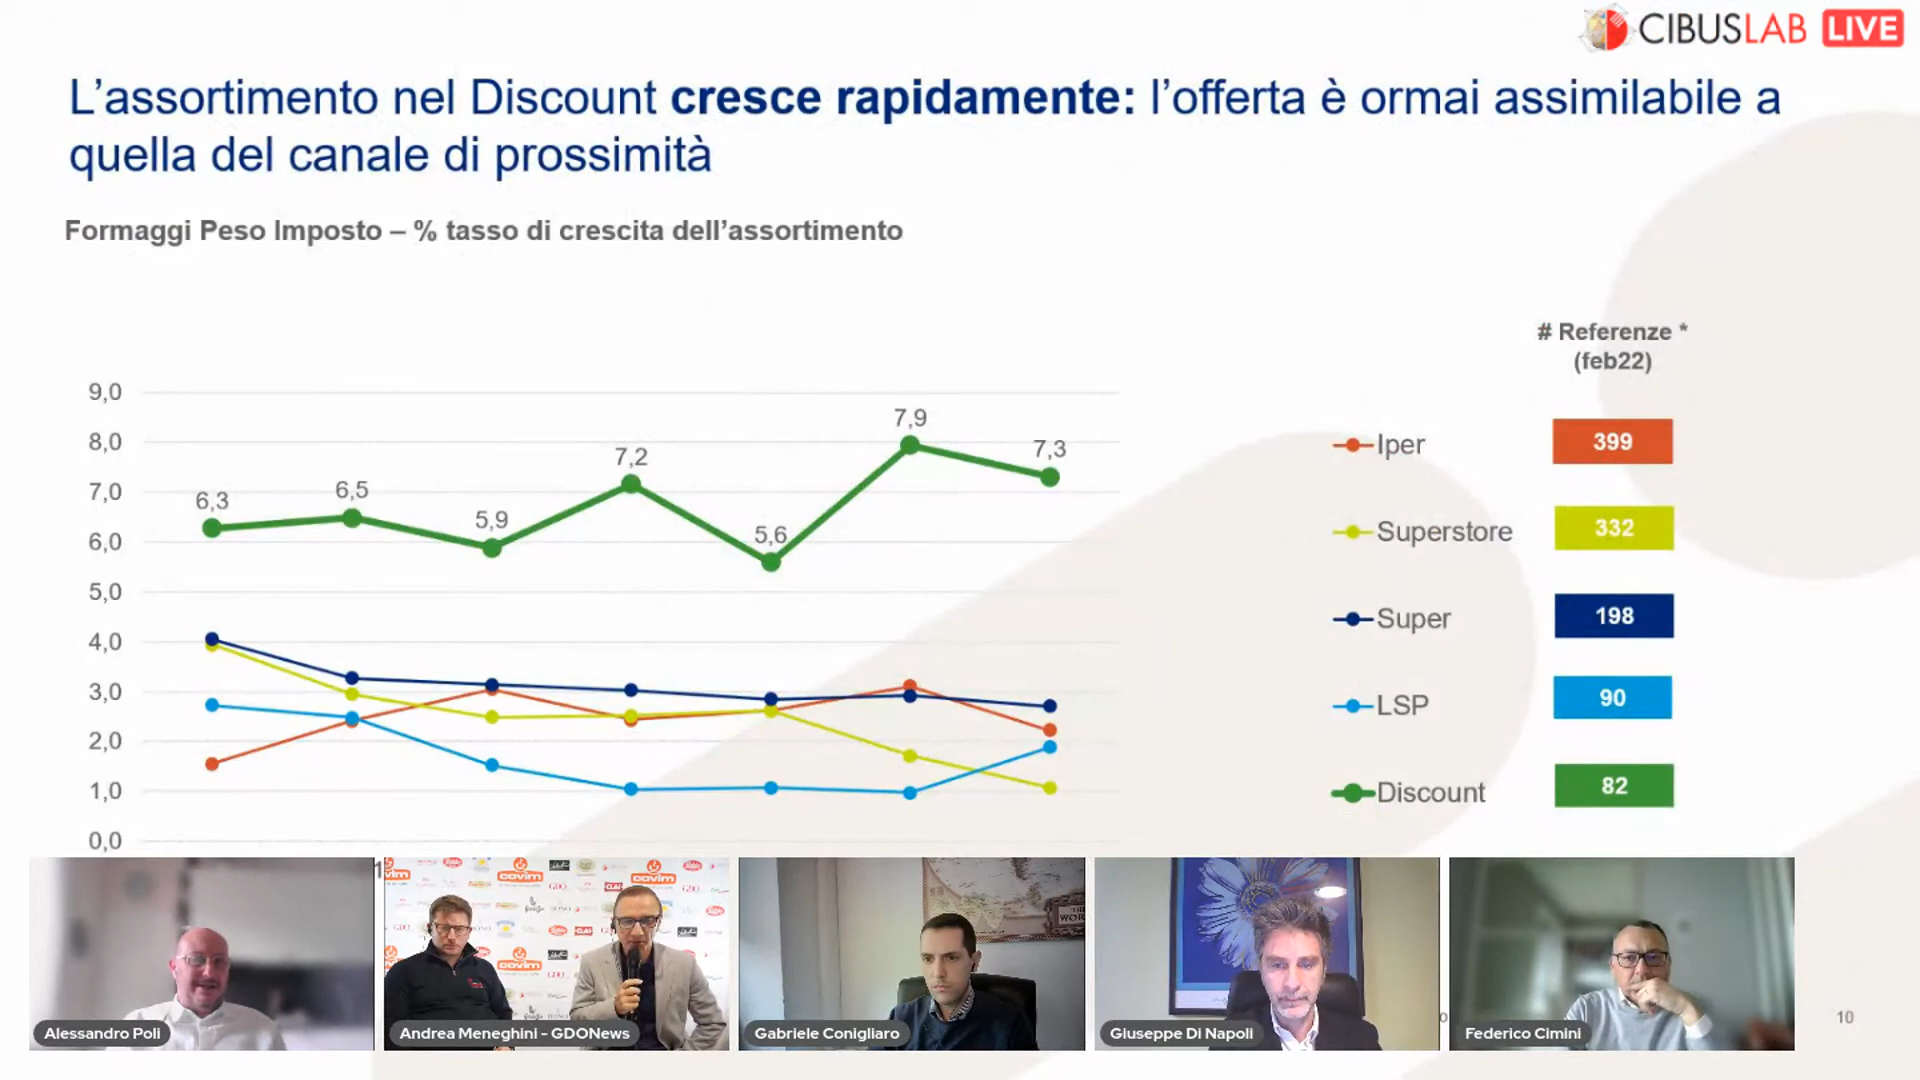 CIBUSLAB LIVE
L’assortimento nel Discount cresce rapidamente: l’offerta è ormai assimilabile a
quella del canale di prossimità
Formaggi Peso Imposto – % tasso di crescita dell’assortimento
# Referenze *
(feb22)
9,0
8,0
7,0
6,0
5,0
4,0
3,0
2,0
1,0
0,0
6,3
6,5
5,9
7,2
5,6
7,9
7,3
Iper 399
Superstore 332
Super 198
LSP 90
Discount 82
covim
covim
covim
GDO
Alessandro Poli
Andrea Meneghini - GDONews
Gabriele Conigliaro
Giuseppe Di Napoli
Federico Cimini
10